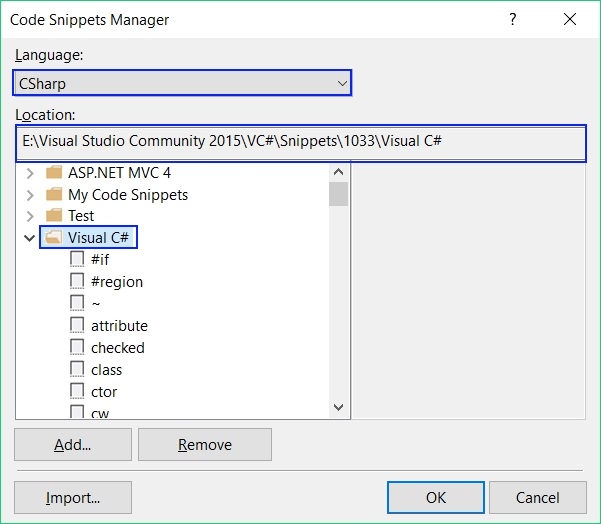 Code Snippets Manager
?
Language:
CSharp
Location:
E:\Visual Studio Community 2015\VC#\Snippets\1033\Visual C#
ASP.NET MVC 4
My Code Snippets
Test
Visual C#
#if
#region
~
attribute
checked
class
ctor
cw
Add... Remove
Import... OK Cancel